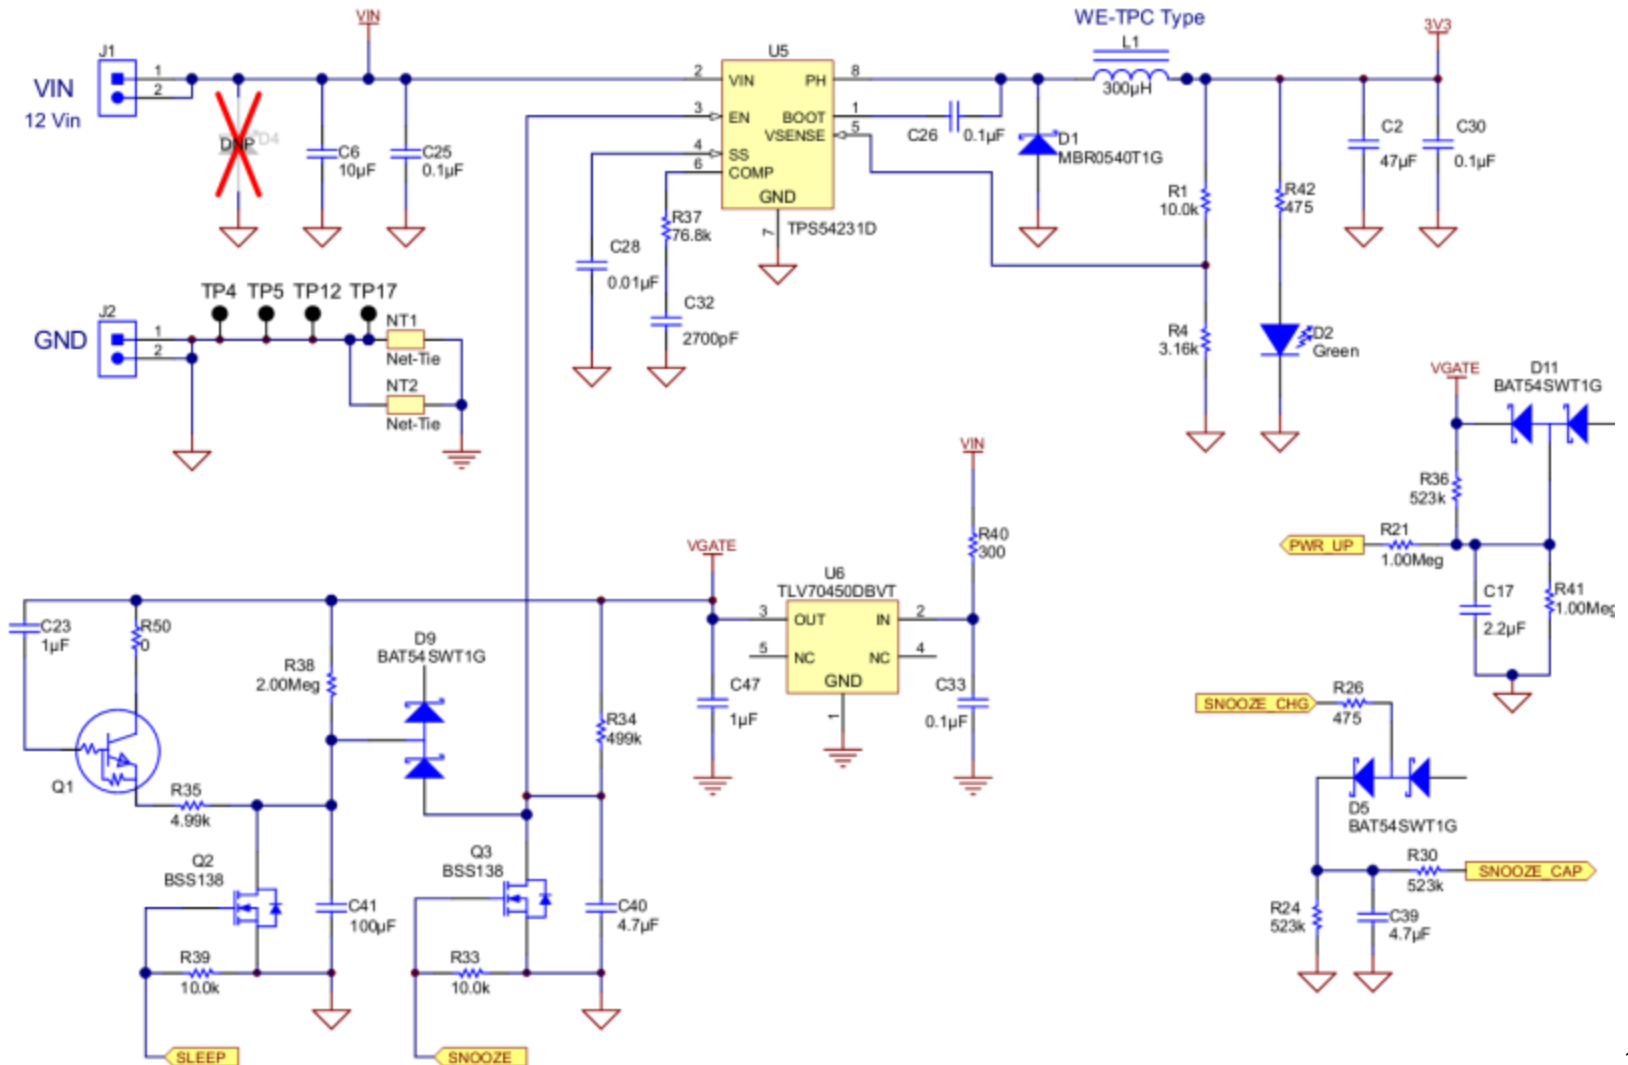 WE-TPC Type
VIN
3V3
J1
U5
L1
VIN
12 Vin
1
2
DNP
D4
C6
10µF
C25
0.1µF
2
VIN
PH
8
3
EN
BOOT
1
VSENSE
5
4
SS
6
COMP
GND
7
TPS54231D
300µH
C26
0.1µF
D1
MBR0540T1G
R1
10.0k
R42
475
C2
47µF
C30
0.1µF
R37
76.8k
C28
0.01µF
C32
2700pF
R4
3.16k
D2
Green
TP4
TP5
TP12
TP17
J2
GND
1
2
NT1
Net-Tie
NT2
Net-Tie
VGATE
D11
BAT54SWT1G
R36
523k
PWR_UP
R21
1.00Meg
C17
2.2µF
R41
1.00Meg
VIN
R40
300
VGATE
U6
TLV70450DBVT
3
OUT
IN
2
5
NC
NC
4
GND
1
C47
1µF
C33
0.1µF
C23
1µF
R50
0
R38
2.00Meg
D9
BAT54SWT1G
R34
499k
Q1
R35
4.99k
Q2
BSS138
Q3
BSS138
C41
100µF
C40
4.7µF
R39
10.0k
R33
10.0k
SLEEP
SNOOZE
SNOOZE_CHG
R26
475
D5
BAT54SWT1G
R30
523k
SNOOZE_CAP
R24
523k
C39
4.7µF